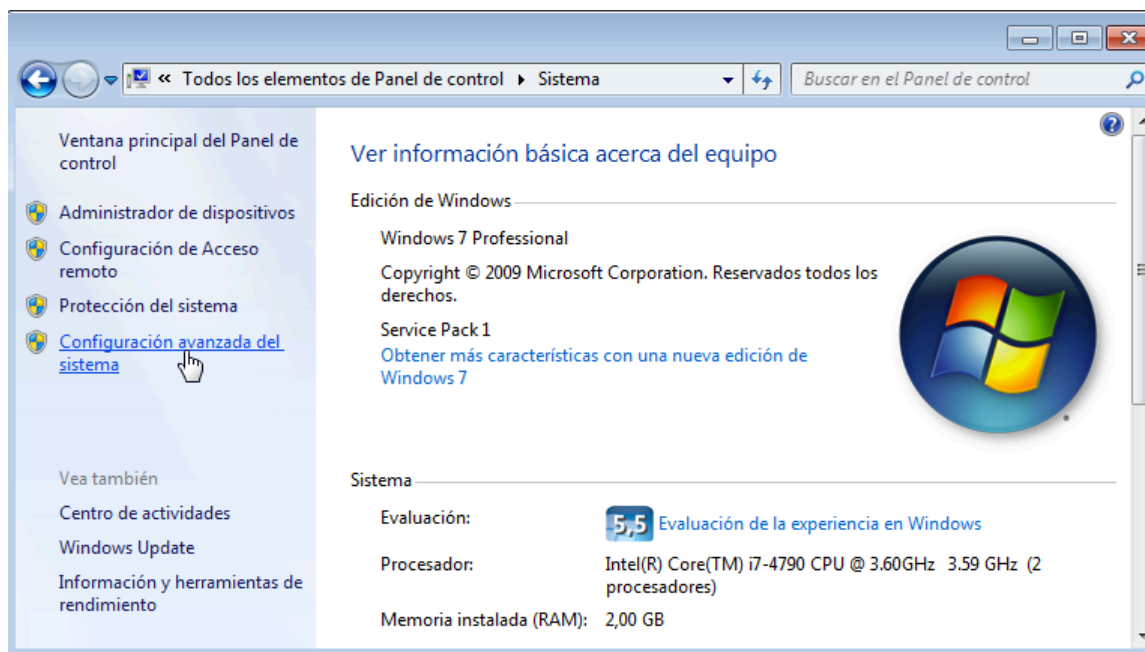 « Todos los elementos de Panel de control ▸ Sistema
Buscar en el Panel de control
Ventana principal del Panel de
control
Administrador de dispositivos
Configuración de Acceso
remoto
Protección del sistema
Configuración avanzada del
sistema
Vea también
Centro de actividades
Windows Update
Información y herramientas de
rendimiento
Ver información básica acerca del equipo
Edición de Windows
Windows 7 Professional
Copyright © 2009 Microsoft Corporation. Reservados todos los
derechos.
Service Pack 1
Obtener más características con una nueva edición de
Windows 7
Sistema
Evaluación: 5,5 Evaluación de la experiencia en Windows
Procesador: Intel(R) Core(TM) i7-4790 CPU @ 3.60GHz 3.59 GHz (2
procesadores)
Memoria instalada (RAM): 2,00 GB